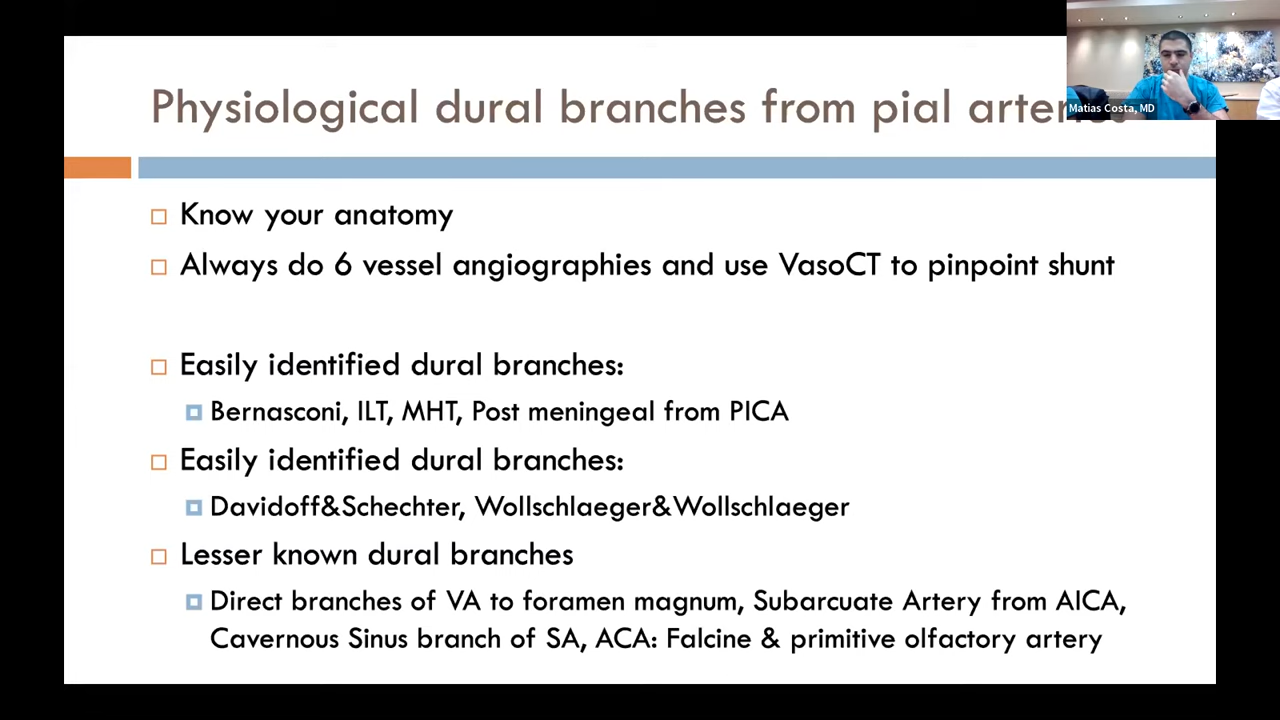 Physiological dural branches from pial arteries
Matias Costa, MD
Know your anatomy
Always do 6 vessel angiographies and use VasoCT to pinpoint shunt
Easily identified dural branches:
Bernasconi, ILT, MHT, Post meningeal from PICA
Easily identified dural branches:
Davidoff&Schechter, Wollschlaeger&Wollschlaeger
Lesser known dural branches
Direct branches of VA to foramen magnum, Subarcuate Artery from AICA,
Cavernous Sinus branch of SA, ACA: Falcine & primitive olfactory artery